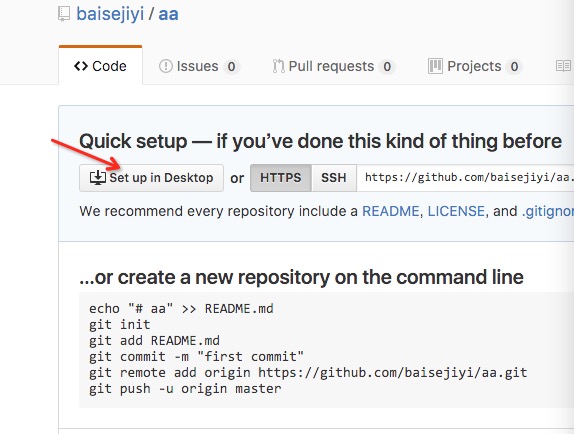 baisejiyi / aa
Code Issues 0 Pull requests 0 Projects 0
Quick setup — if you've done this kind of thing before
Set up in Desktop or HTTPS SSH https://github.com/baisejiyi/aa.
We recommend every repository include a README, LICENSE, and .gitignor
...or create a new repository on the command line
echo "# aa" >> README.md
git init
git add README.md
git commit -m "first commit"
git remote add origin https://github.com/baisejiyi/aa.git
git push -u origin master